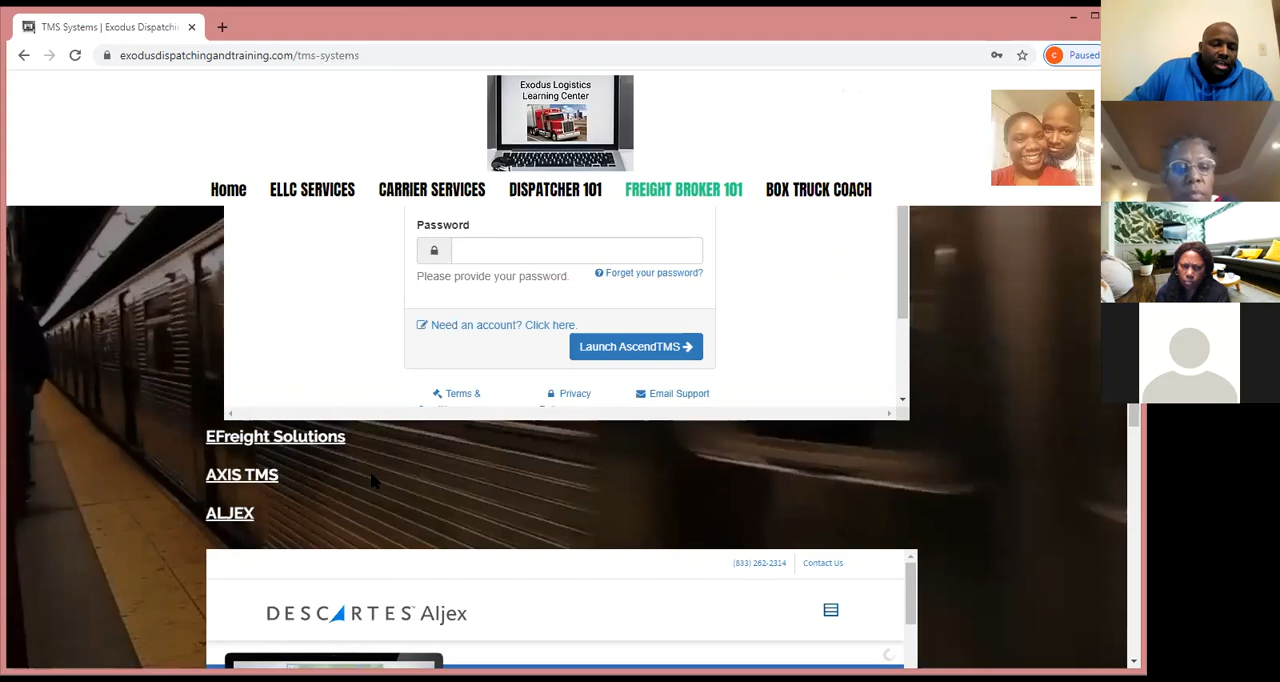 TMS Systems | Exodus Dispatchi
exodusdispatchingandtraining.com/tms-systems
C Paused
Exodus Logistics
Learning Center
Home ELLC SERVICES CARRIER SERVICES DISPATCHER 101 FREIGHT BROKER 101 BOX TRUCK COACH
Password
Please provide your password. Forget your password?
Need an account? Click here.
Launch AscendTMS
Terms & Privacy Email Support
EFreight Solutions
AXIS TMS
ALJEX
(833) 262-2314 Contact Us
DESCARTES™ Aljex